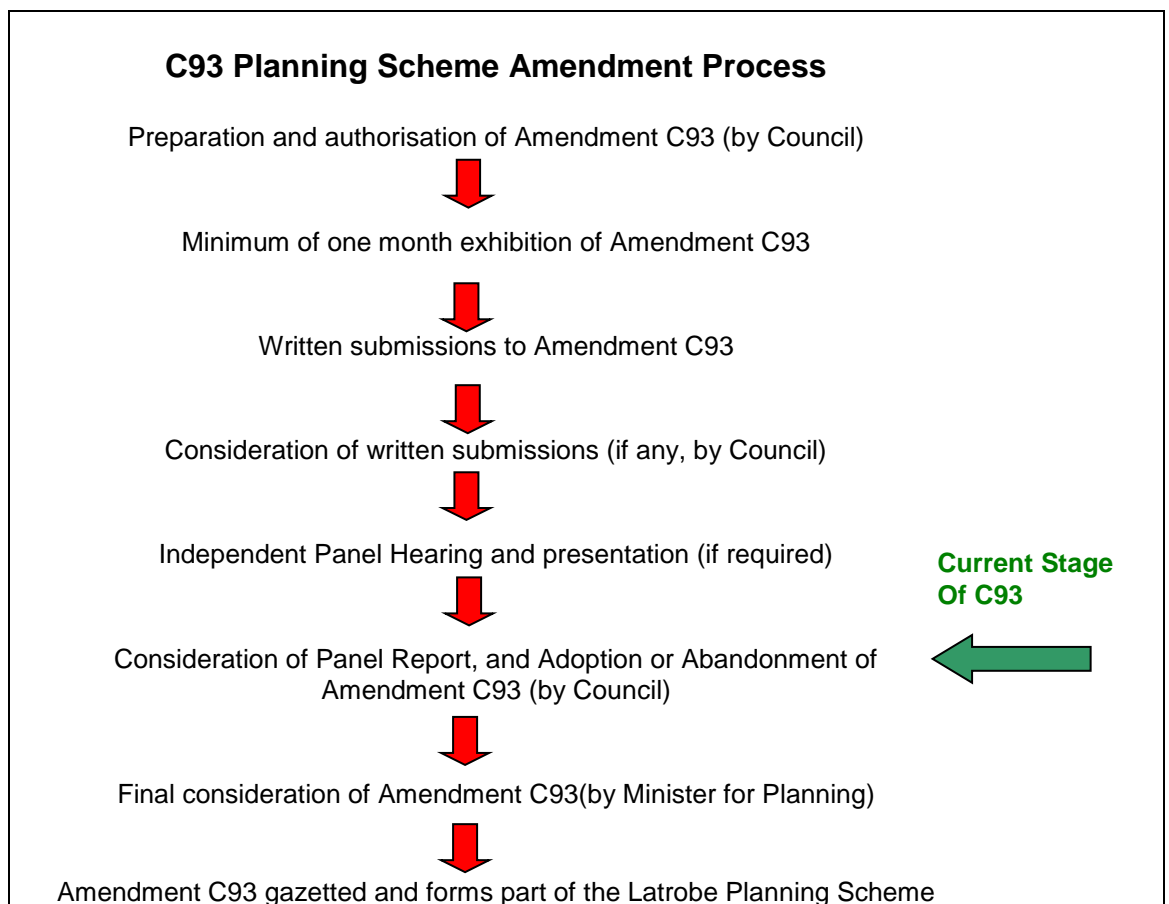 C93 Planning Scheme Amendment Process
Preparation and authorisation of Amendment C93 (by Council)
Minimum of one month exhibition of Amendment C93
Written submissions to Amendment C93
Consideration of written submissions (if any, by Council)
Independent Panel Hearing and presentation (if required)
Current Stage
Of C93
Consideration of Panel Report, and Adoption or Abandonment of
Amendment C93 (by Council)
Final consideration of Amendment C93(by Minister for Planning)
Amendment C93 gazetted and forms part of the Latrobe Planning Scheme